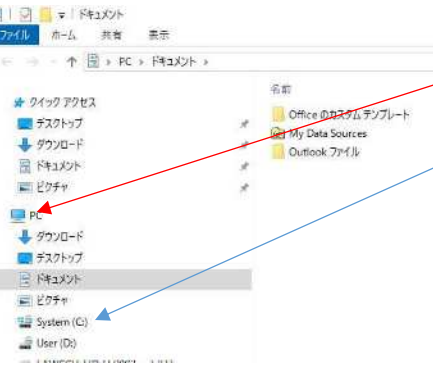 ドキュメント
ファイル ホーム 共有 表示
PC › ドキュメント ›
名前
クイック アクセス
デスクトップ
ダウンロード
ドキュメント
ピクチャ
PC
ダウンロード
デスクトップ
ドキュメント
ピクチャ
System (C:)
User (D:)
Office のカスタム テンプレート
My Data Sources
Outlook ファイル